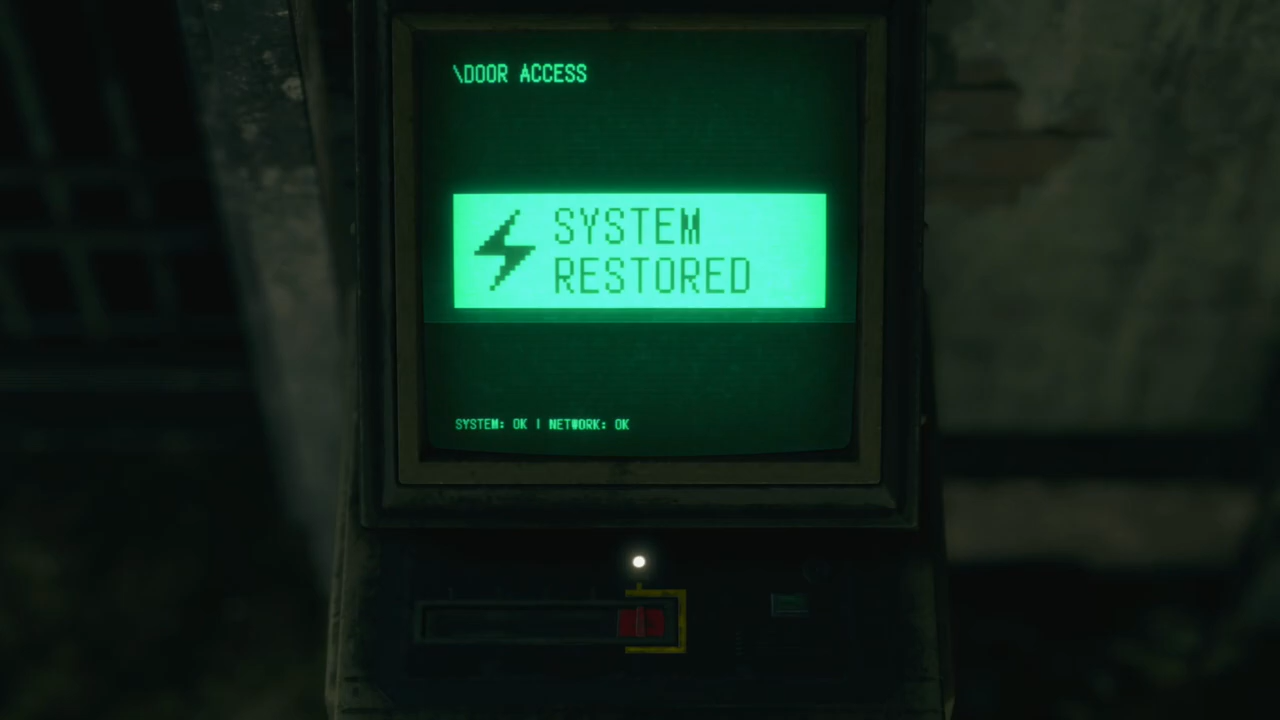 \DOOR ACCESS
SYSTEM
RESTORED
SYSTEM: OK | NETWORK: OK